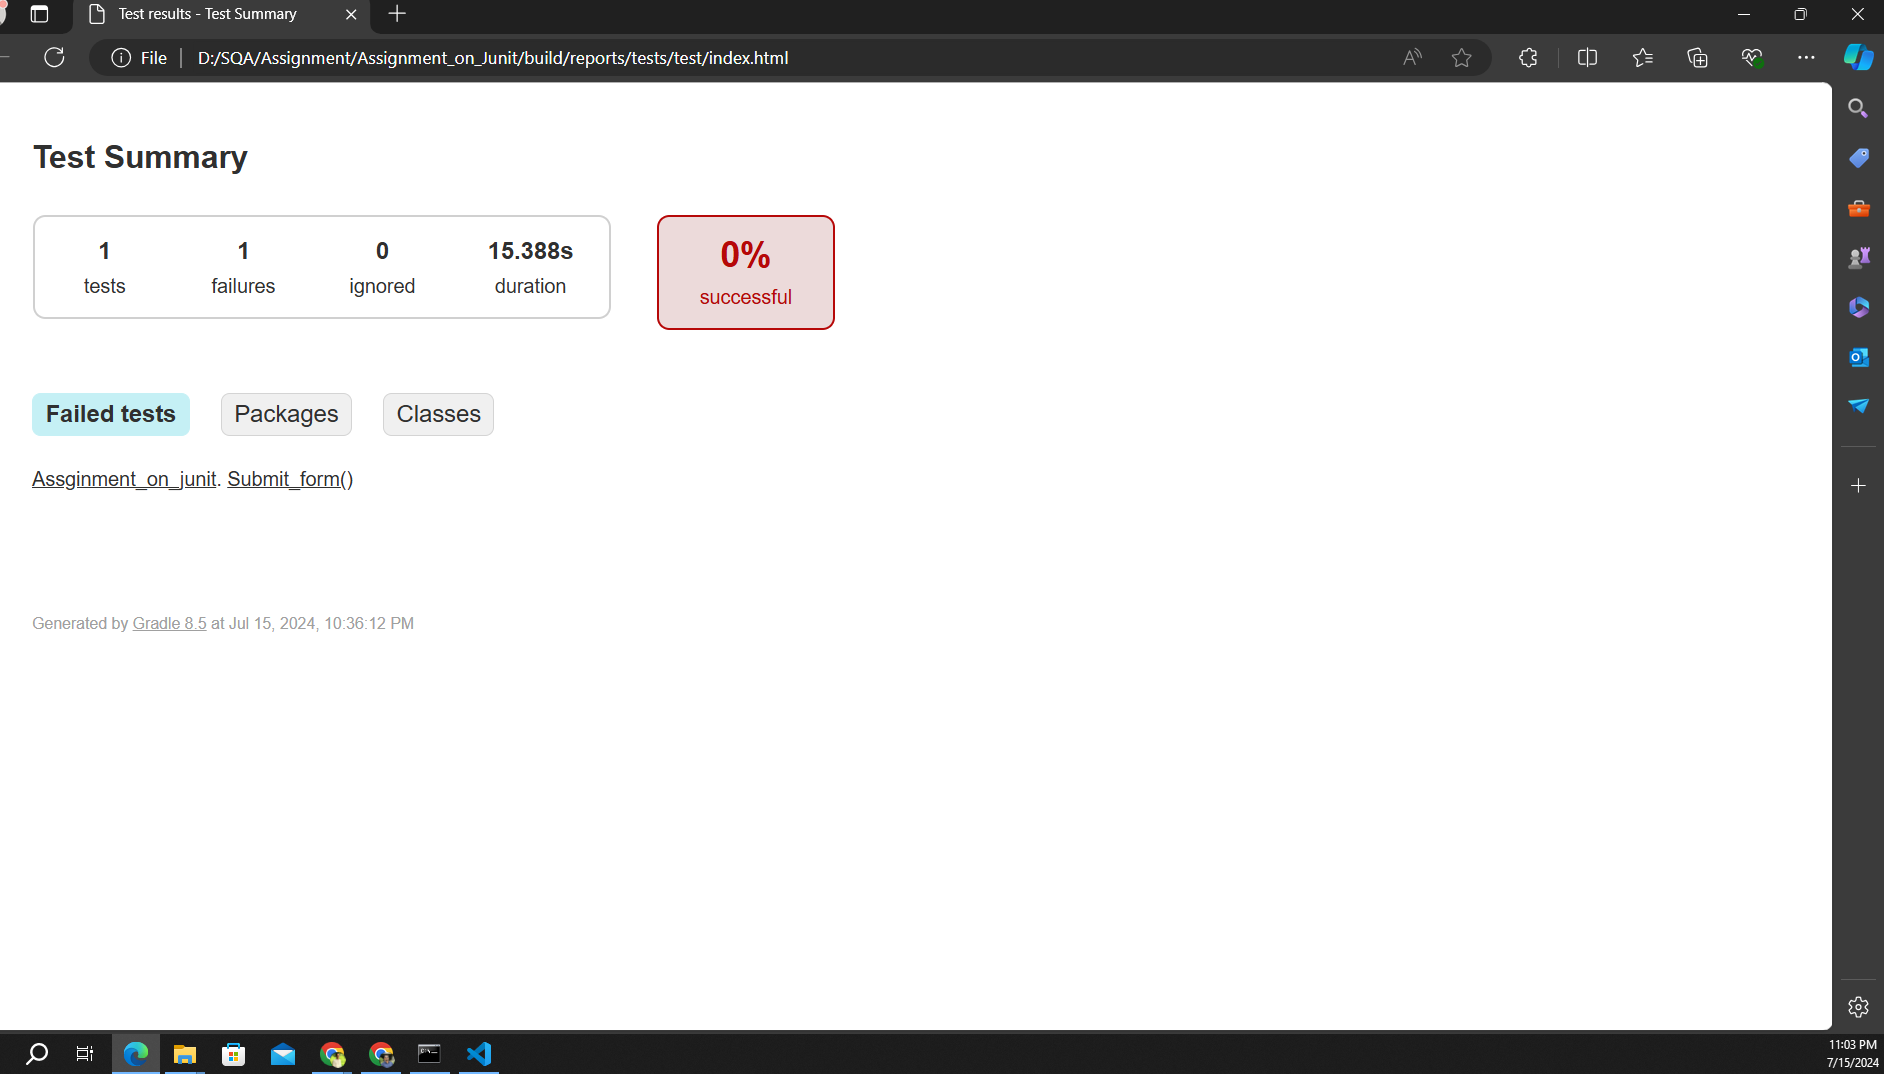 Test results - Test Summary
File D:/SQA/Assignment/Assignment_on_Junit/build/reports/tests/test/index.html
Test Summary
1 1 0 15.388s
tests failures ignored duration
0%
successful
Failed tests Packages Classes
Assginment_on_junit. Submit_form()
Generated by Gradle 8.5 at Jul 15, 2024, 10:36:12 PM
11:03 PM
7/15/2024